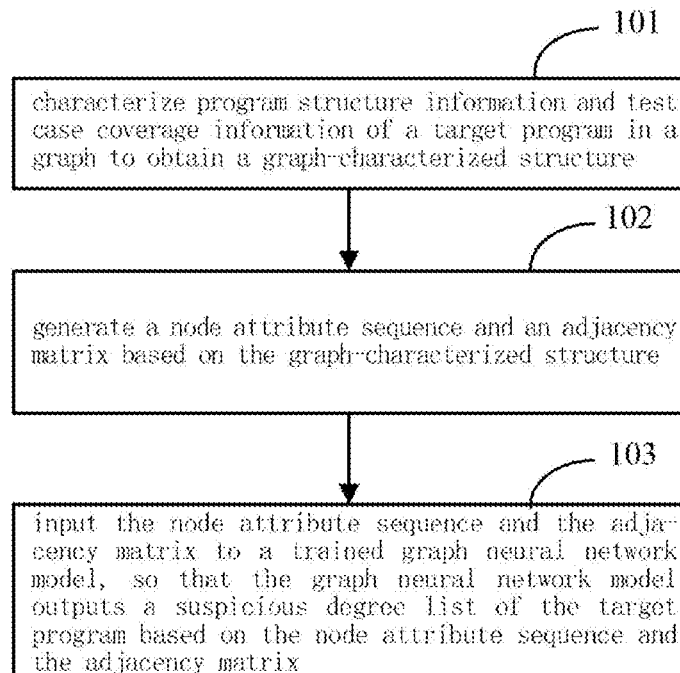 101
characterize program structure information and test
case coverage information of a target program in a
graph to obtain a graph-characterized structure
102
generate a node attribute sequence and an adjacency
matrix based on the graph-characterized structure
103
input the node attribute sequence and the adja-
cency matrix to a trained graph neural network
model, so that the graph neural network model
outputs a suspicious degree list of the target
program based on the node attribute sequence and
the adjacency matrix